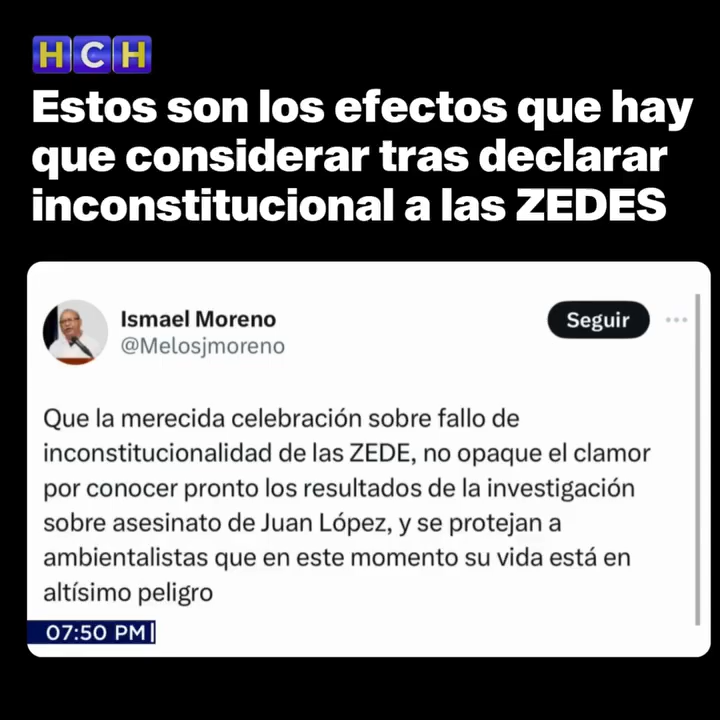 HCH
Estos son los efectos que hay
que considerar tras declarar
inconstitucional a las ZEDES
Ismael Moreno
@Melosjmoreno
Seguir
Que la merecida celebración sobre fallo de
inconstitucionalidad de las ZEDE, no opaque el clamor
por conocer pronto los resultados de la investigación
sobre asesinato de Juan López, y se protejan a
ambientalistas que en este momento su vida está en
altísimo peligro
07:50 PM